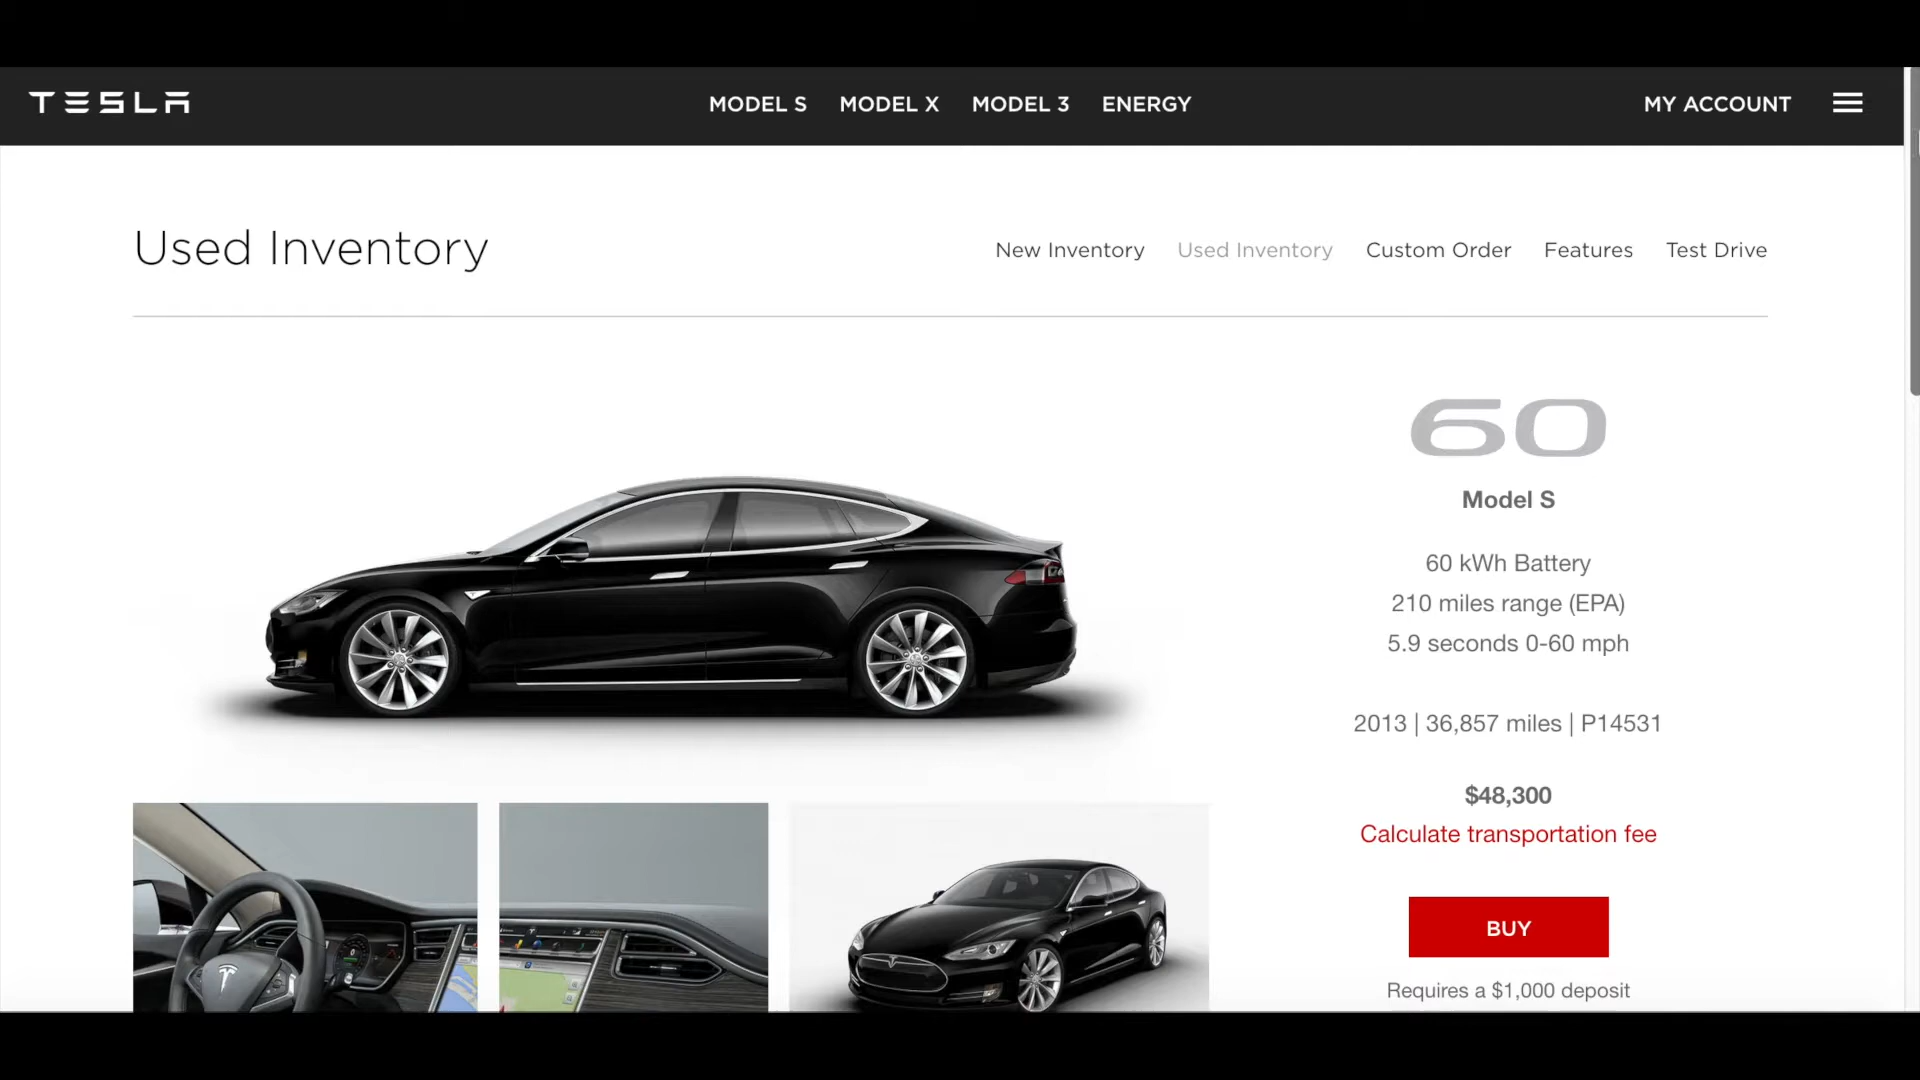 TESLA
MODEL S MODEL X MODEL 3 ENERGY
MY ACCOUNT
Used Inventory
New Inventory Used Inventory Custom Order Features Test Drive
60
Model S
60 kWh Battery
210 miles range (EPA)
5.9 seconds 0-60 mph
2013 | 36,857 miles | P14531
$48,300
Calculate transportation fee
BUY
Requires a $1,000 deposit